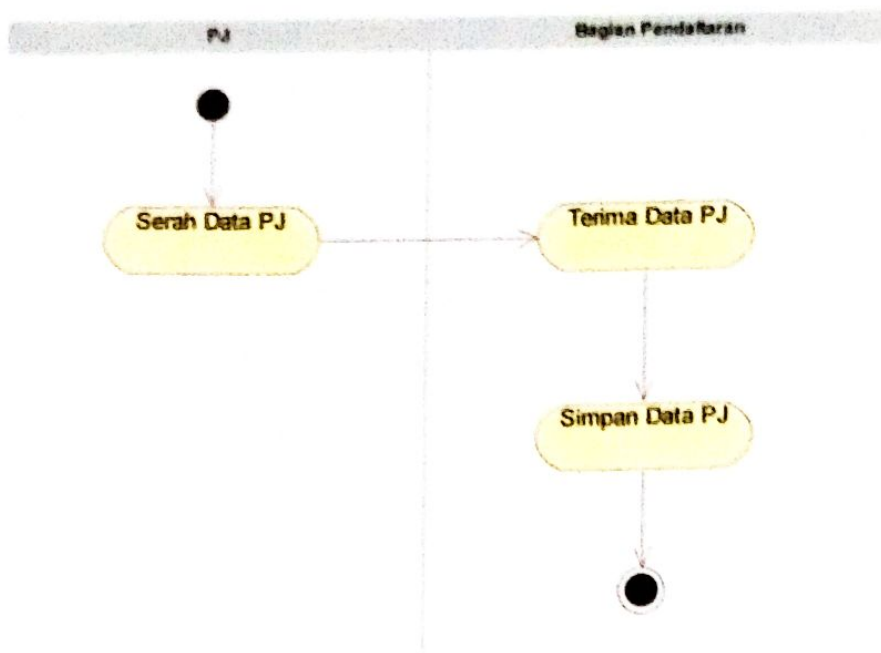 PJ
Bagian Pendaftaran
Serah Data PJ
Terima Data PJ
Simpan Data PJ